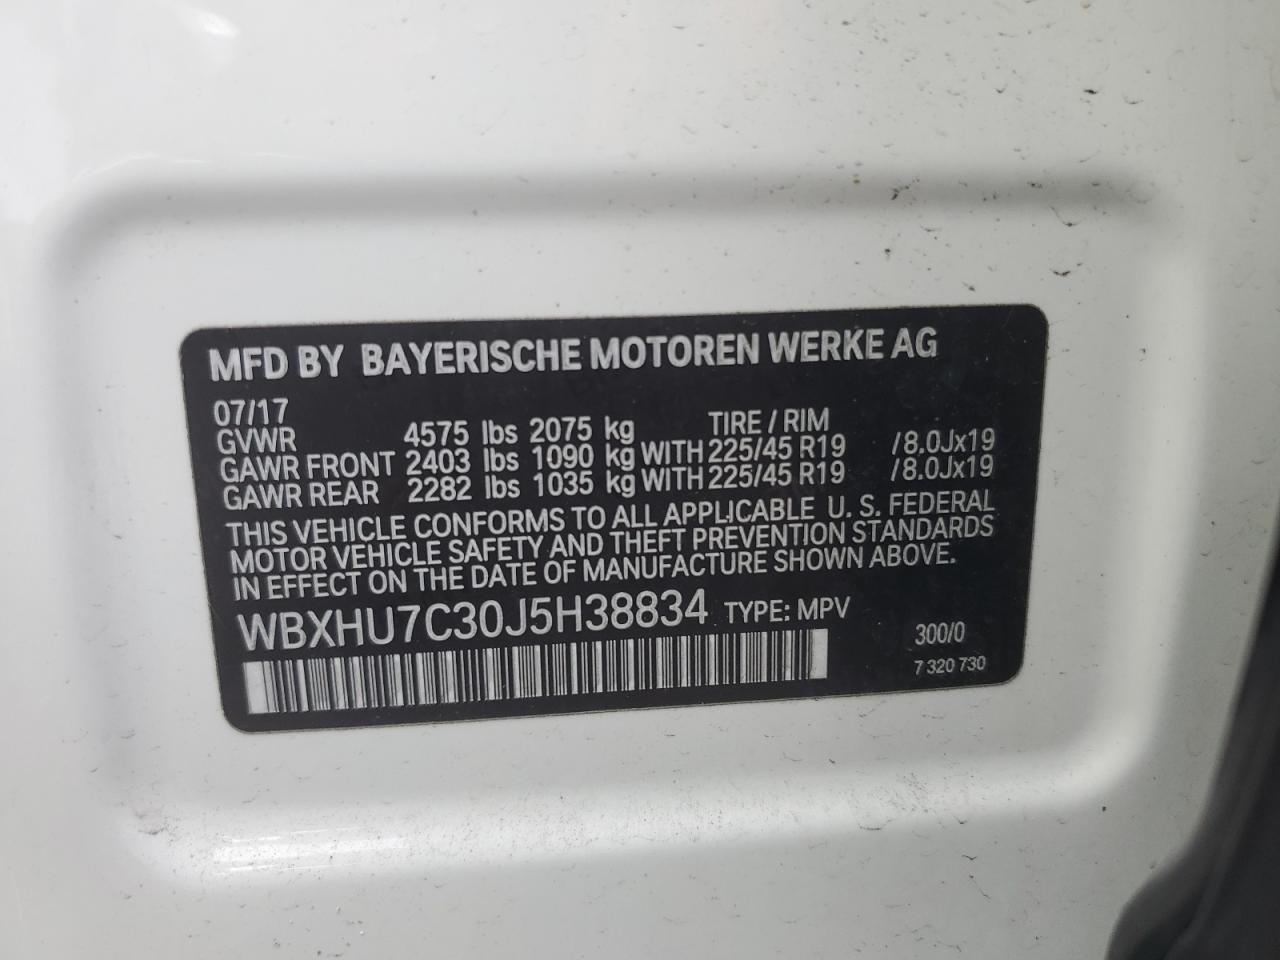 MFD BY BAYERISCHE MOTOREN WERKE AG
07/17 TIRE / RIM
GVWR 4575 lbs 2075 kg
GAWR FRONT 2403 lbs 1090 kg WITH 225/45 R19 /8.0Jx19
GAWR REAR 2282 lbs 1035 kg WITH 225/45 R19 /8.0Jx19
THIS VEHICLE CONFORMS TO ALL APPLICABLE U. S. FEDERAL
MOTOR VEHICLE SAFETY AND THEFT PREVENTION STANDARDS
IN EFFECT ON THE DATE OF MANUFACTURE SHOWN ABOVE.
WBXHU7C30J5H38834 TYPE: MPV
300/0
7 320 730